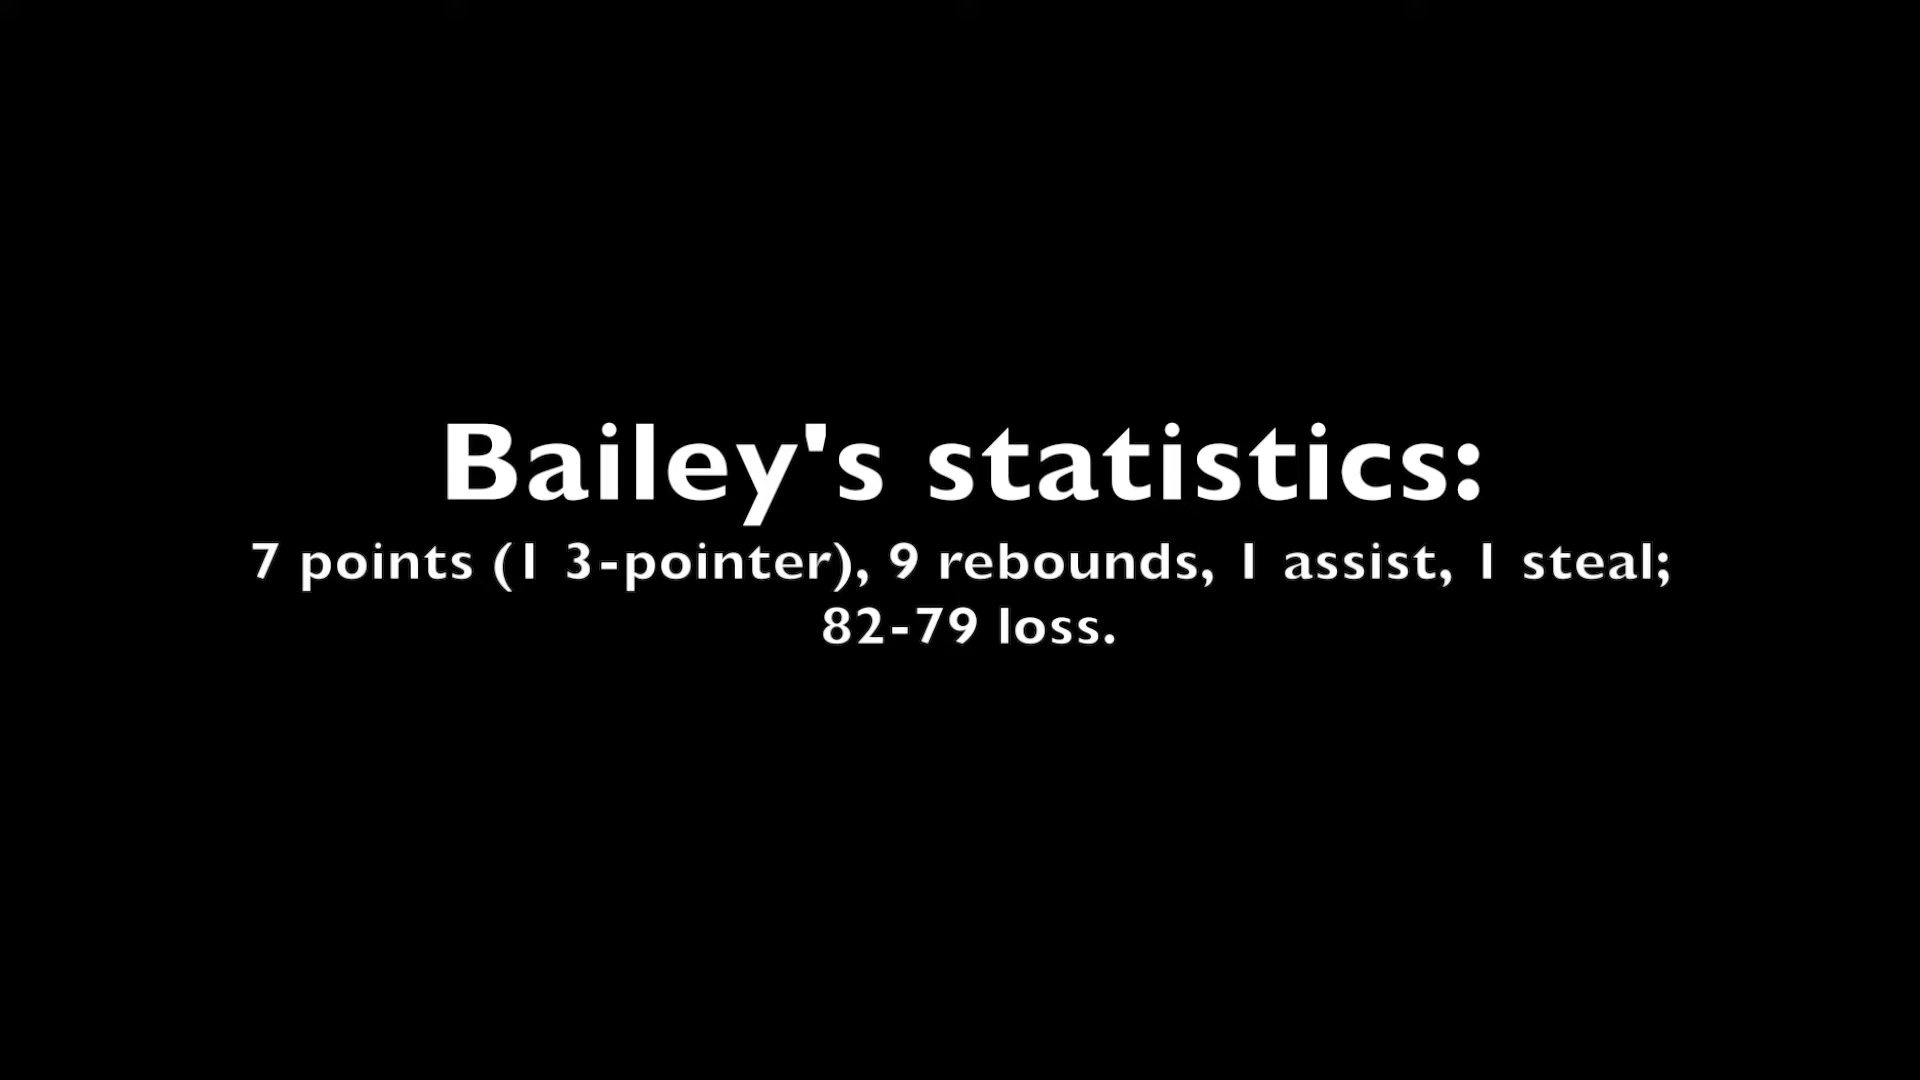 Bailey's statistics:
7 points (1 3-pointer), 9 rebounds, 1 assist, 1 steal;
82-79 loss.